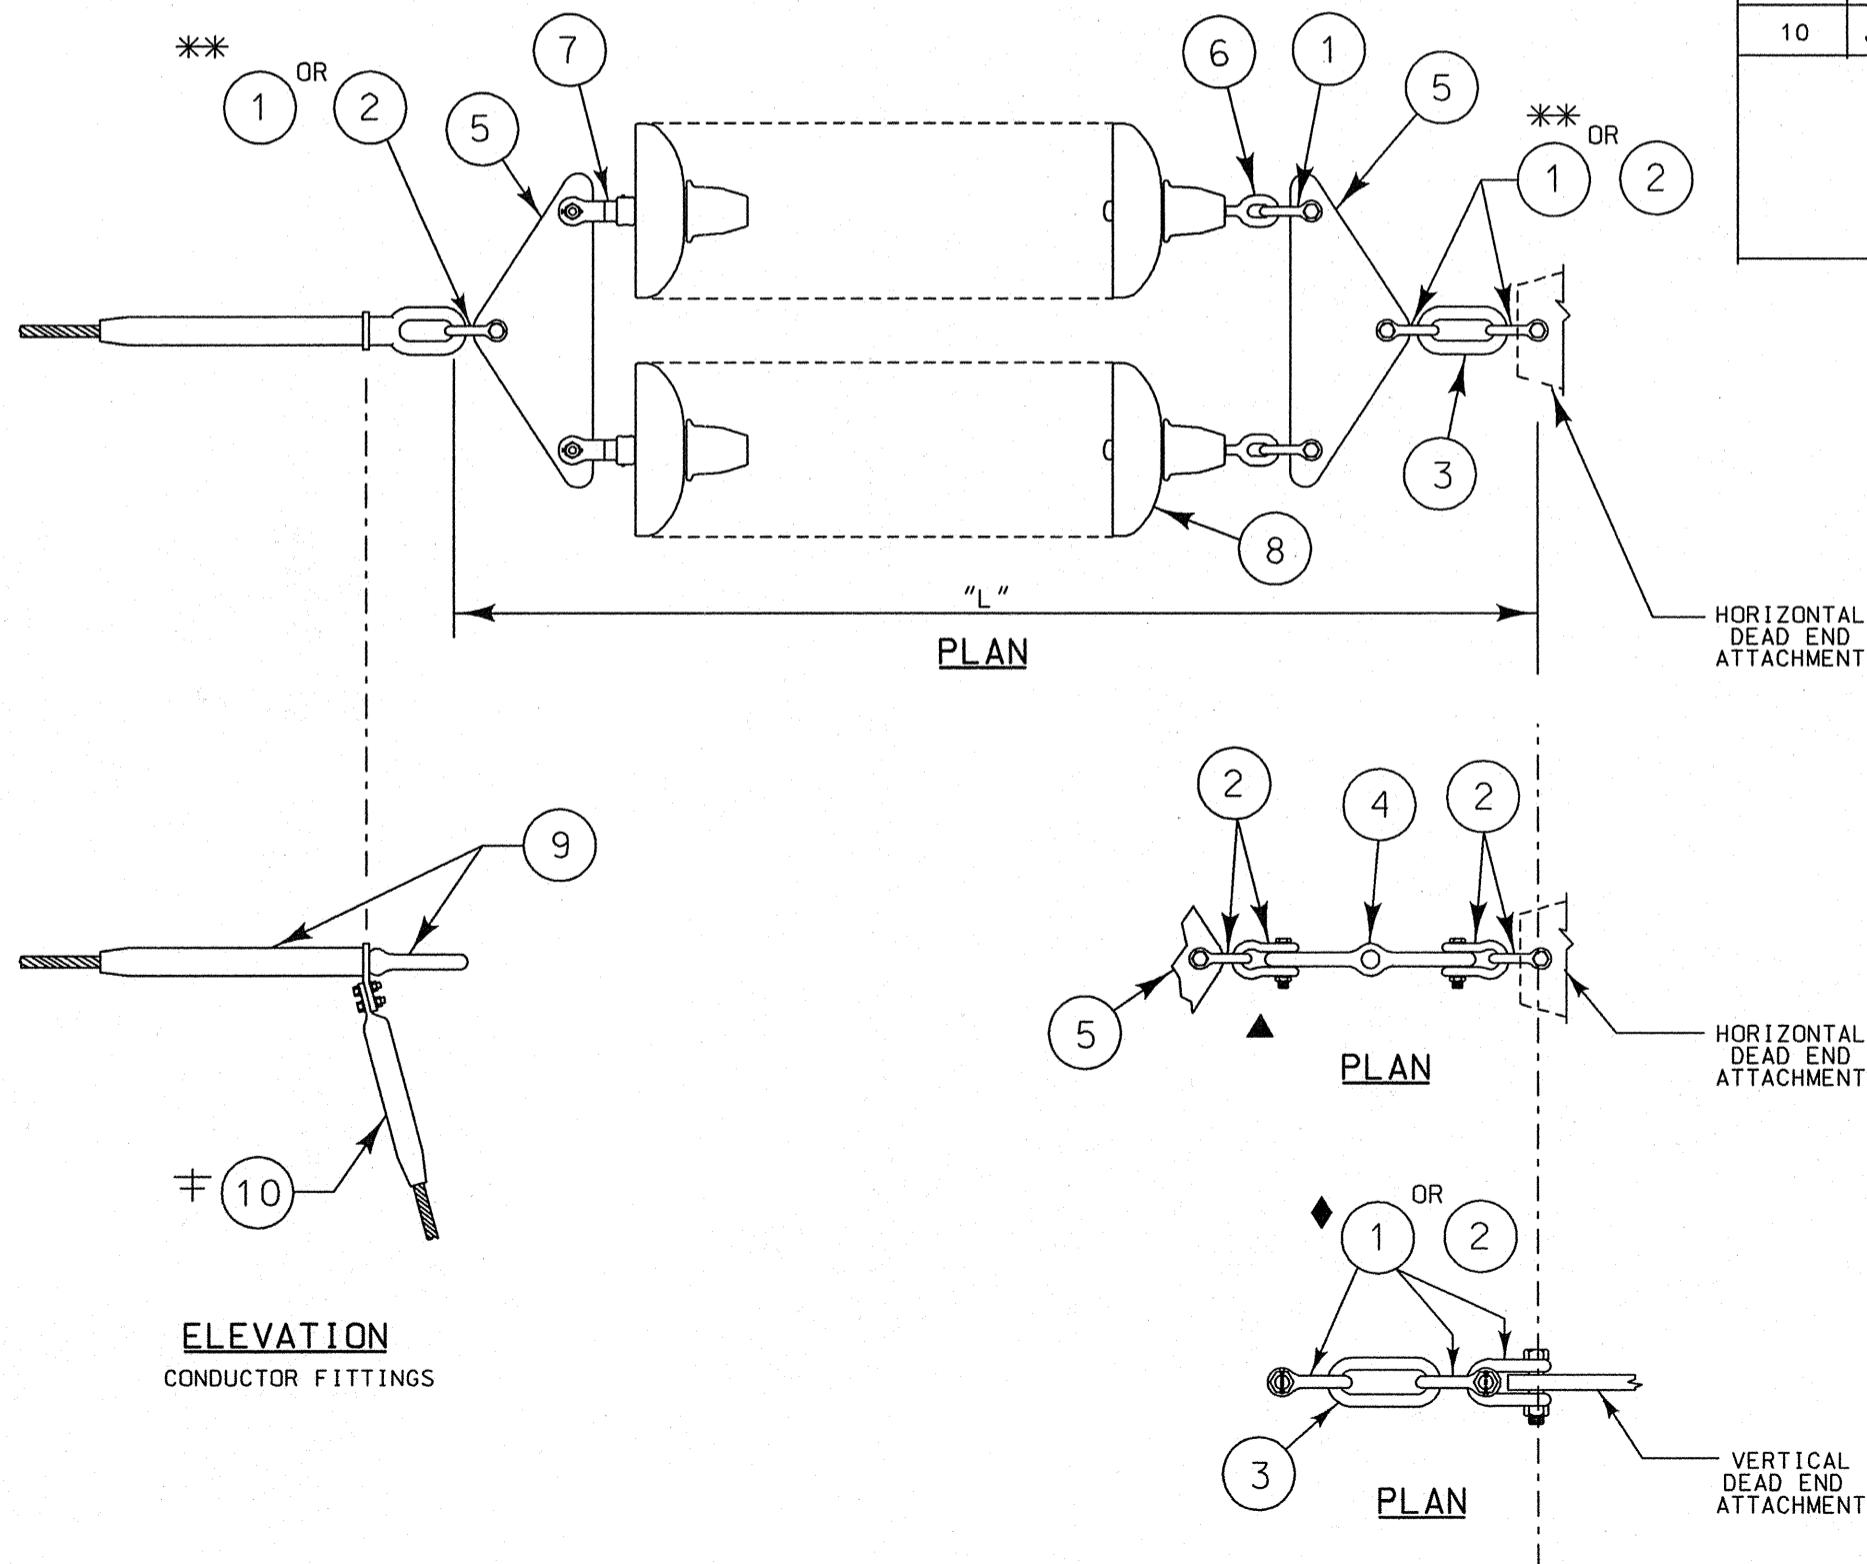 10
**
1 OR 2
5
7
6
1
5
**
1 OR 2
3
8
"L"
PLAN
HORIZONTAL
DEAD END
ATTACHMENT
9
10
ELEVATION
CONDUCTOR FITTINGS
2
4
2
5
PLAN
HORIZONTAL
DEAD END
ATTACHMENT
1 OR 2
3
PLAN
VERTICAL
DEAD END
ATTACHMENT